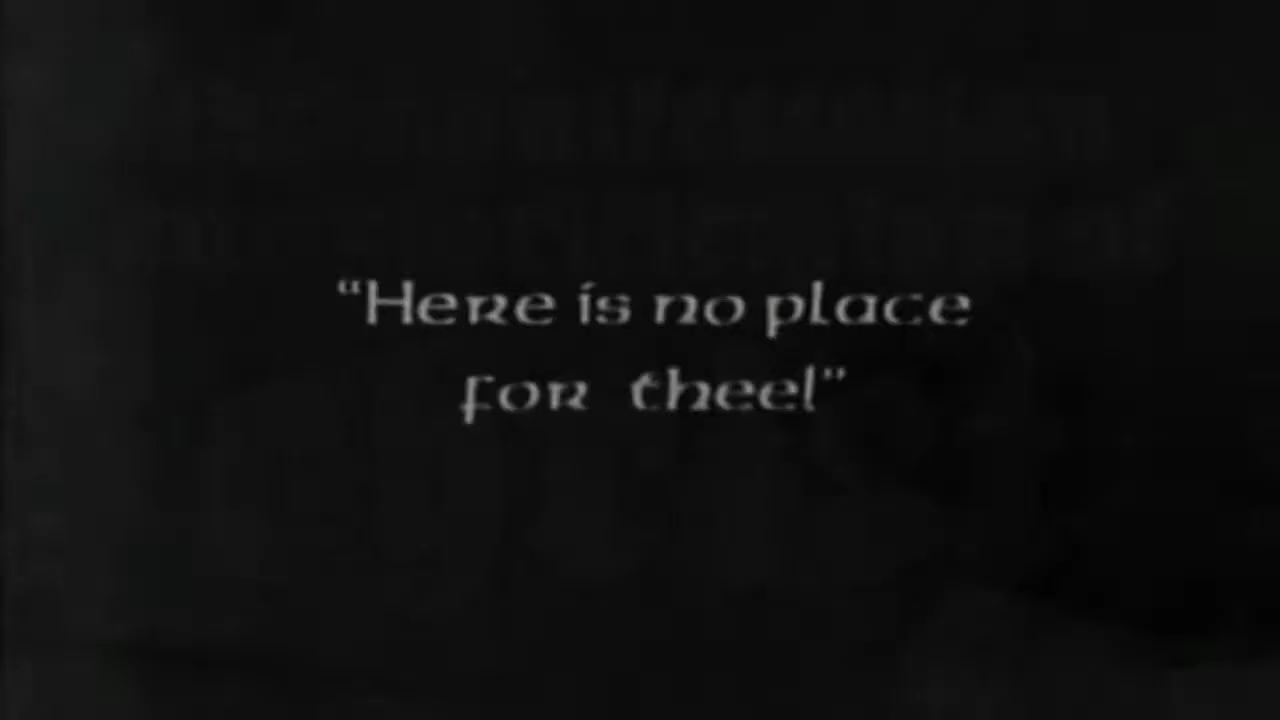 “Here is no place
for thee!”